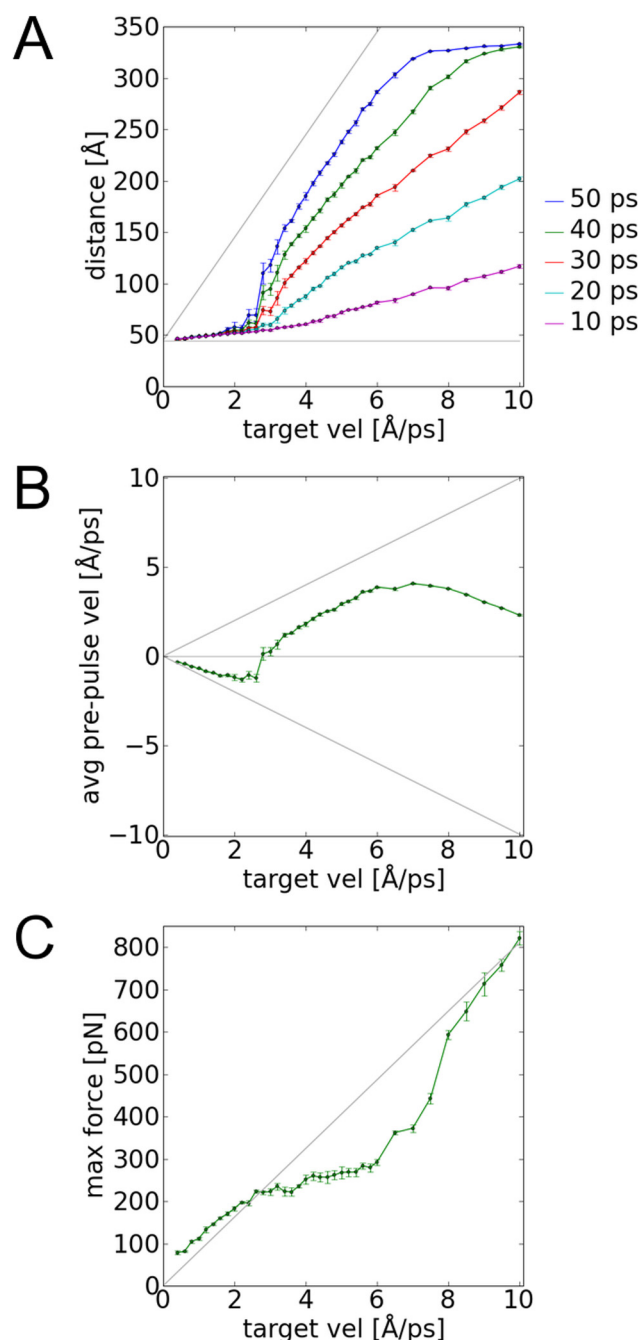 A
350
300
250
200
150
100
50
0
distance [Å]
0 2 4 6 8 10
target vel [Å/ps]
50 ps
40 ps
30 ps
20 ps
10 ps
B
10
5
0
−5
−10
avg pre-pulse vel [Å/ps]
0 2 4 6 8 10
target vel [Å/ps]
C
800
700
600
500
400
300
200
100
0
max force [pN]
0 2 4 6 8 10
target vel [Å/ps]